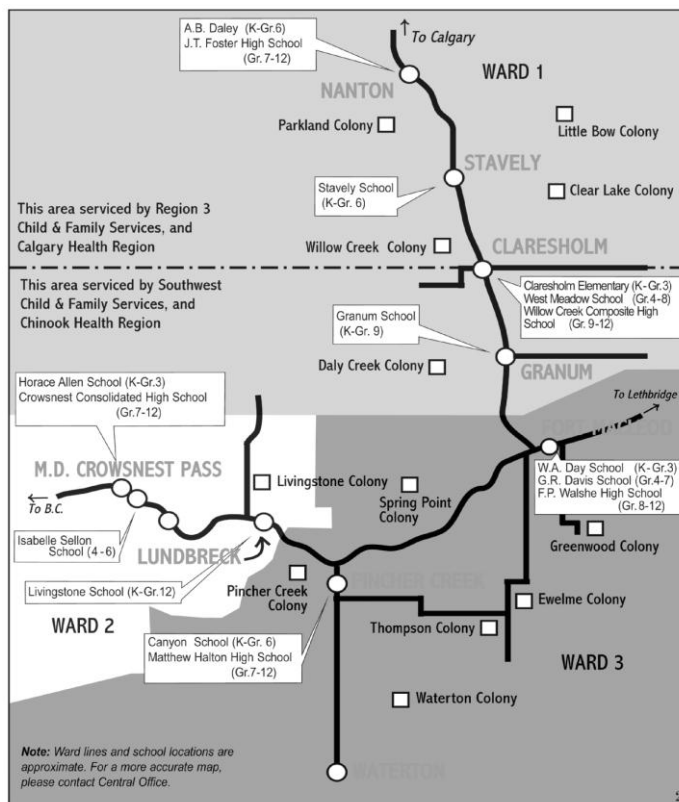 A.B. Daley (K-Gr.6)
J.T. Foster High School
(Gr.7-12)
To Calgary
WARD 1
NANTON
Parkland Colony
Little Bow Colony
STAVELY
Stavely School
(K-Gr. 6)
Clear Lake Colony
This area serviced by Region 3
Child & Family Services, and
Calgary Health Region
Willow Creek Colony
CLARESHOLM
This area serviced by Southwest
Child & Family Services, and
Chinook Health Region
Claresholm Elementary (K-Gr.3)
West Meadow School (Gr.4-8)
Willow Creek Composite High
School (Gr. 9-12)
Granum School
(K-Gr. 9)
Daly Creek Colony
GRANUM
Horace Allen School (K-Gr.3)
Crowsnest Consolidated High School
(Gr.7-12)
To Lethbridge
FORT MACLEOD
M.D. CROWSNEST PASS
Livingstone Colony
Spring Point
Colony
W.A. Day School (K-Gr.3)
G.R. Davis School (Gr.4-7)
F.P. Walshe High School
(Gr.8-12)
To B.C.
Isabelle Sellon
School (4-6)
LUNDBRECK
Greenwood Colony
Livingstone School (K-Gr.12)
Pincher Creek
Colony
PINCHER CREEK
Ewelme Colony
WARD 2
Canyon School (K-Gr. 6)
Matthew Halton High School
(Gr.7-12)
Thompson Colony
WARD 3
Waterton Colony
Note: Ward lines and school locations are
approximate. For a more accurate map,
please contact Central Office.
WATERTON